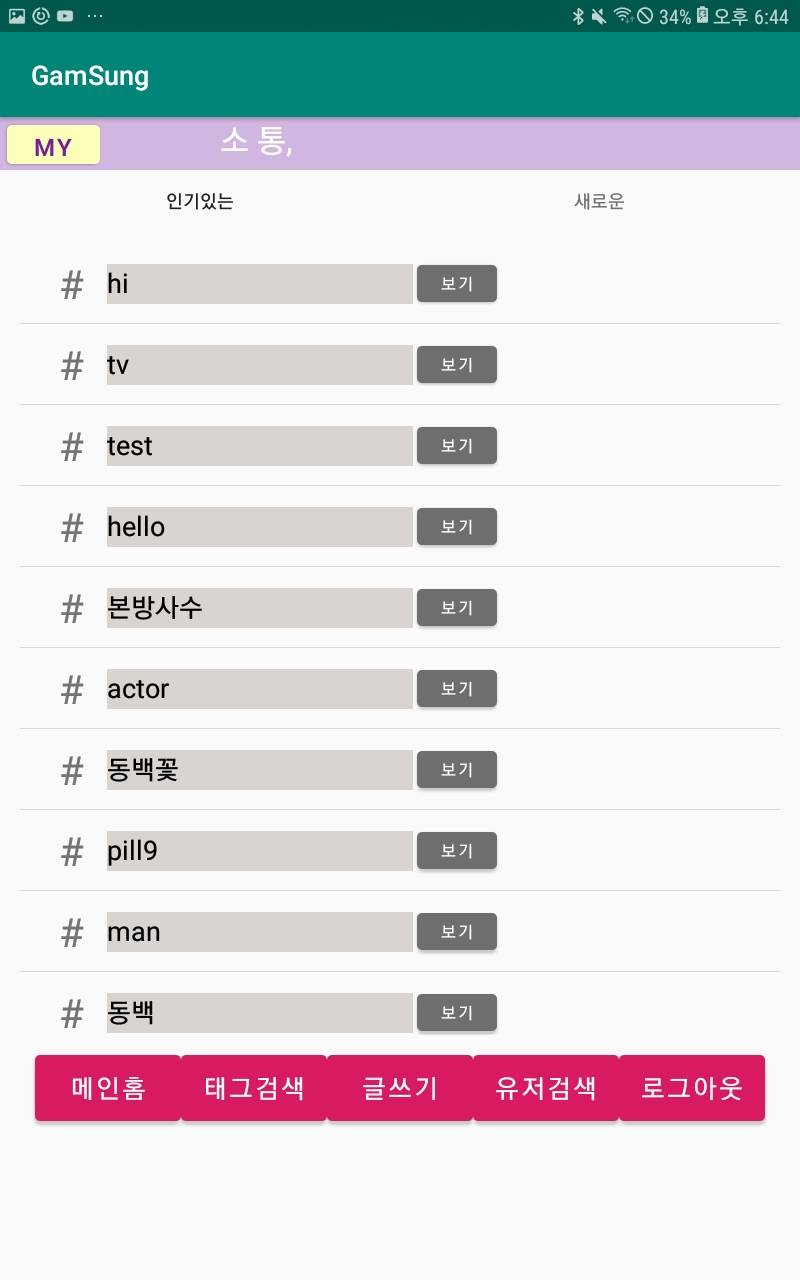 34% 오후 6:44
GamSung
MY 소 통,
인기있는 새로운
# hi 보기
# tv 보기
# test 보기
# hello 보기
# 본방사수 보기
# actor 보기
# 동백꽃 보기
# pill9 보기
# man 보기
# 동백 보기
메인홈 태그검색 글쓰기 유저검색 로그아웃